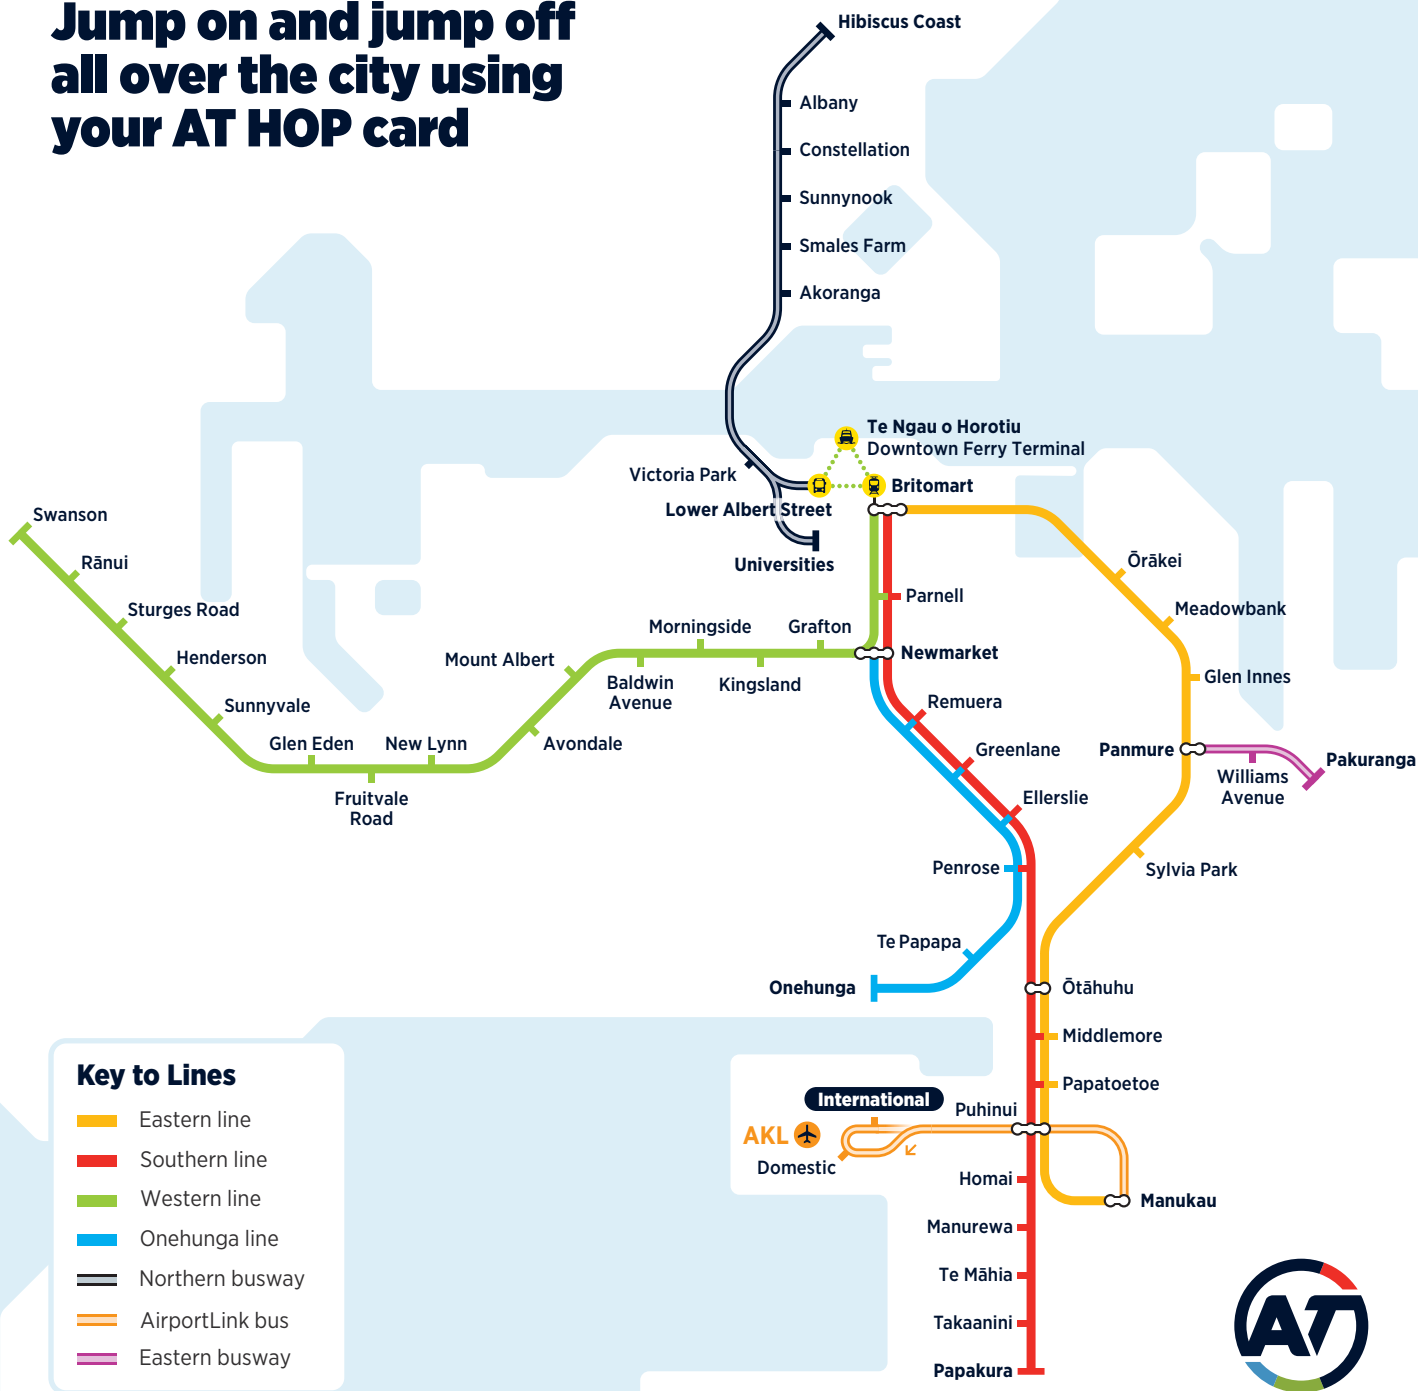 Jump on and jump off
all over the city using
your AT HOP card
Hibiscus Coast
Albany
Constellation
Sunnynook
Smales Farm
Akoranga
Te Ngau o Horotiu
Downtown Ferry Terminal
Victoria Park
Britomart
Lower Albert Street
Universities
Swanson
Rānui
Sturges Road
Henderson
Sunnyvale
Glen Eden
New Lynn
Fruitvale
Road
Mount Albert
Avondale
Baldwin
Avenue
Morningside
Kingsland
Grafton
Parnell
Newmarket
Ōrākei
Meadowbank
Glen Innes
Panmure
Williams
Avenue
Pakuranga
Sylvia Park
Remuera
Greenlane
Ellerslie
Penrose
Te Papapa
Onehunga
Ōtāhuhu
Middlemore
Papatoetoe
Puhinui
International
AKL
Domestic
Homai
Manukau
Manurewa
Te Māhia
Takaanini
Papakura
Key to Lines
Eastern line
Southern line
Western line
Onehunga line
Northern busway
AirportLink bus
Eastern busway
AT